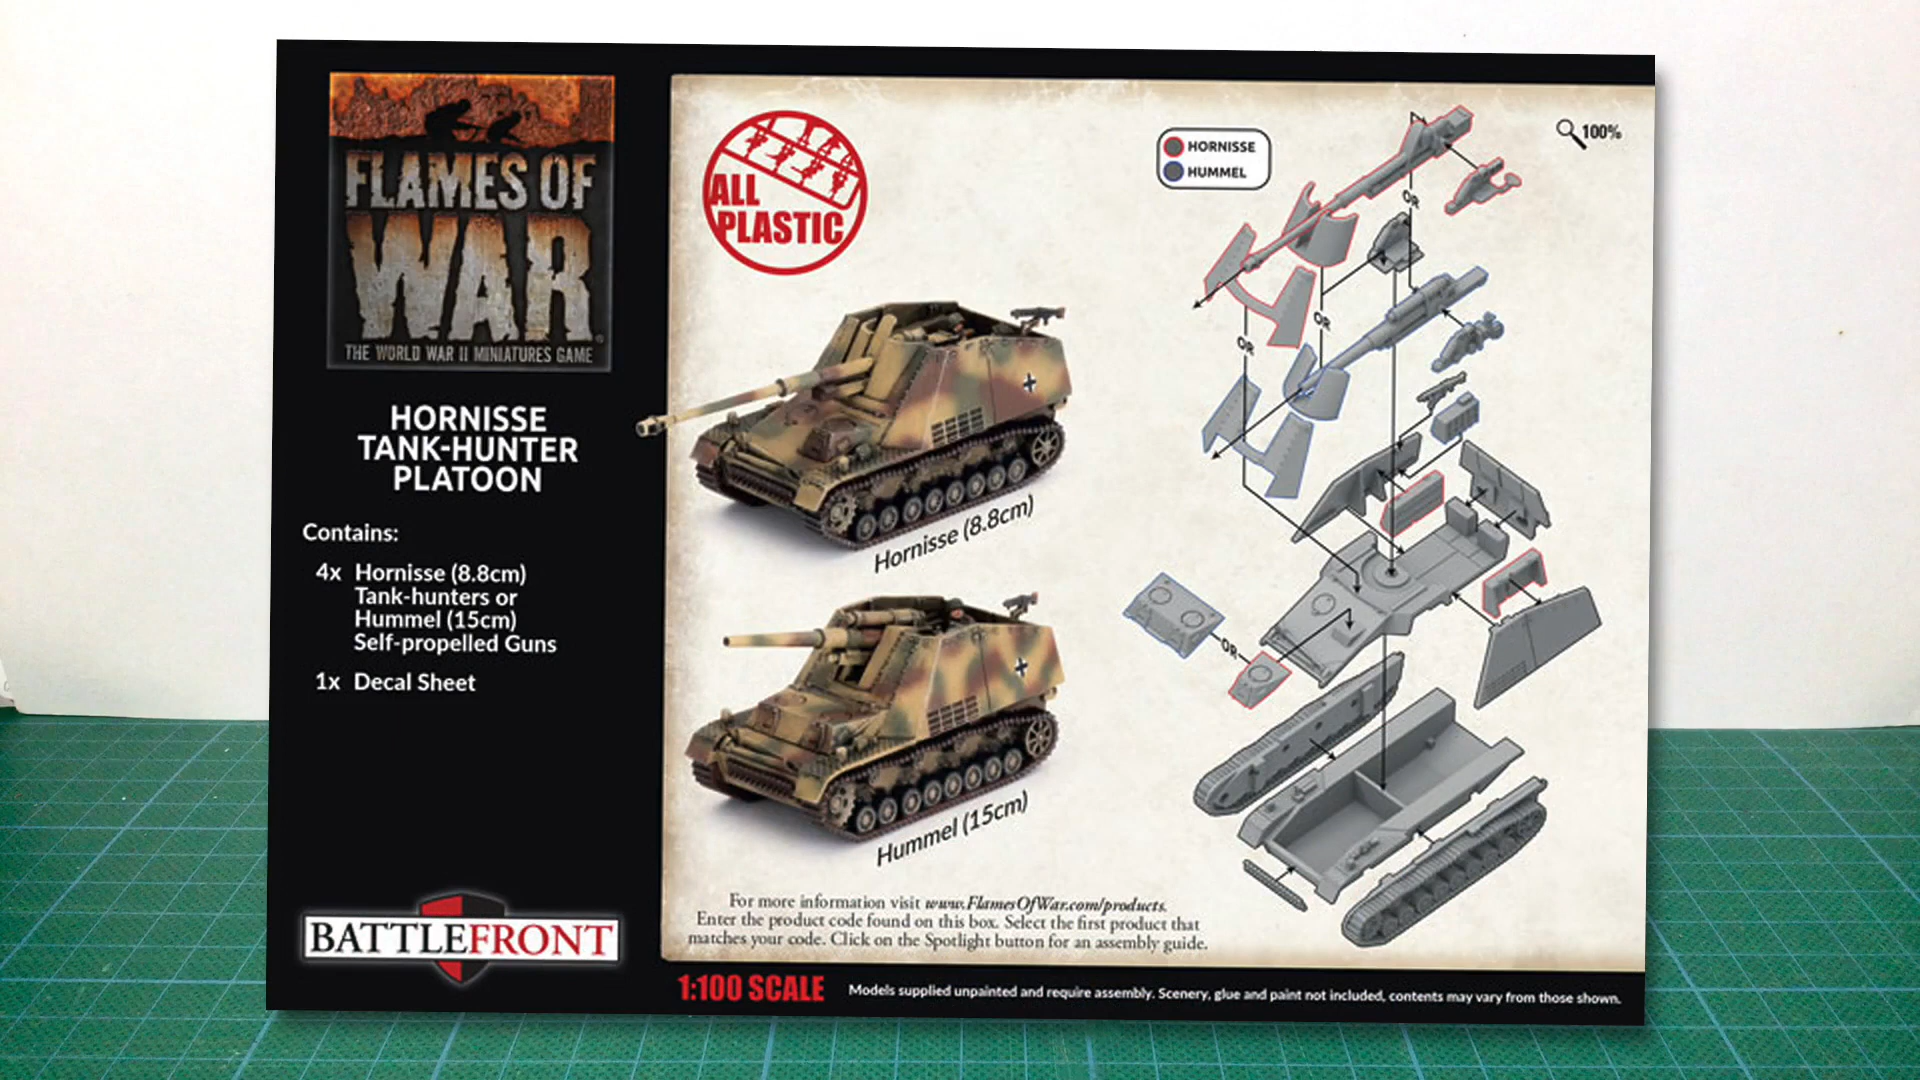 FLAMES OF
WAR
THE WORLD WAR II MINIATURES GAME
HORNISSE
TANK-HUNTER
PLATOON
Contains:
4x Hornisse (8.8cm)
Tank-hunters or
Hummel (15cm)
Self-propelled Guns
1x Decal Sheet
BATTLEFRONT
ALL
PLASTIC
Hornisse (8.8cm)
Hummel (15cm)
HORNISSE
HUMMEL
100%
OR
OR
OR
OR
For more information visit www.FlamesOfWar.com/products.
Enter the product code found on this box. Select the first product that
matches your code. Click on the Spotlight button for an assembly guide.
1:100 SCALE
Models supplied unpainted and require assembly. Scenery, glue and paint not included, contents may vary from those shown.